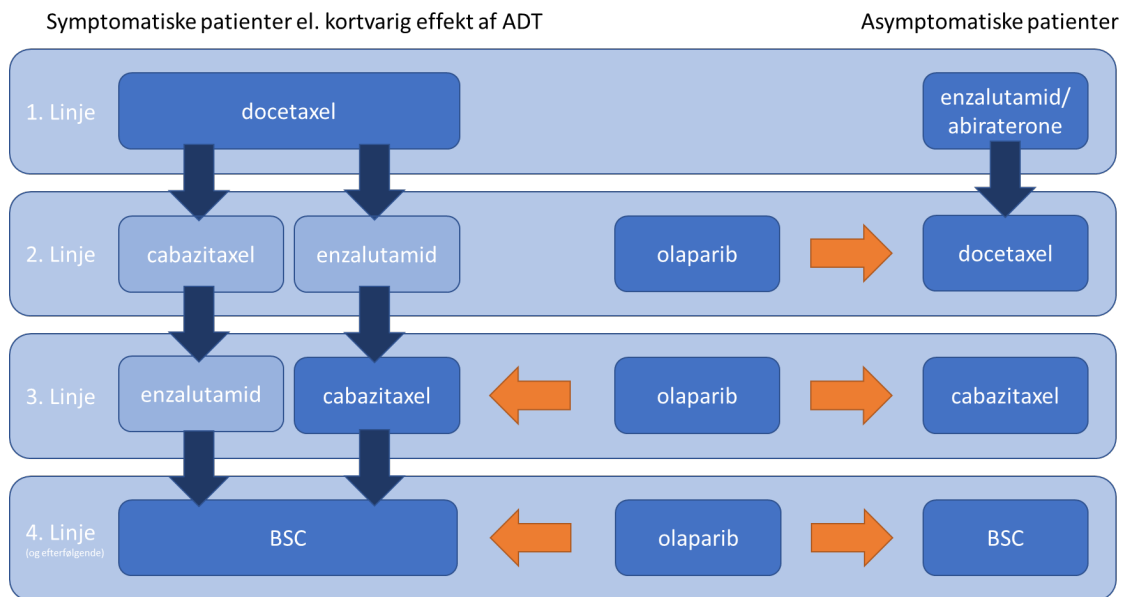 Symptomatiske patienter el. kortvarig effekt af ADT
Asymptomatiske patienter
1. Linje
docetaxel
enzalutamid/
abiraterone
2. Linje
cabazitaxel
enzalutamid
olaparib
docetaxel
3. Linje
enzalutamid
cabazitaxel
olaparib
cabazitaxel
4. Linje
(og efterfølgende)
BSC
olaparib
BSC